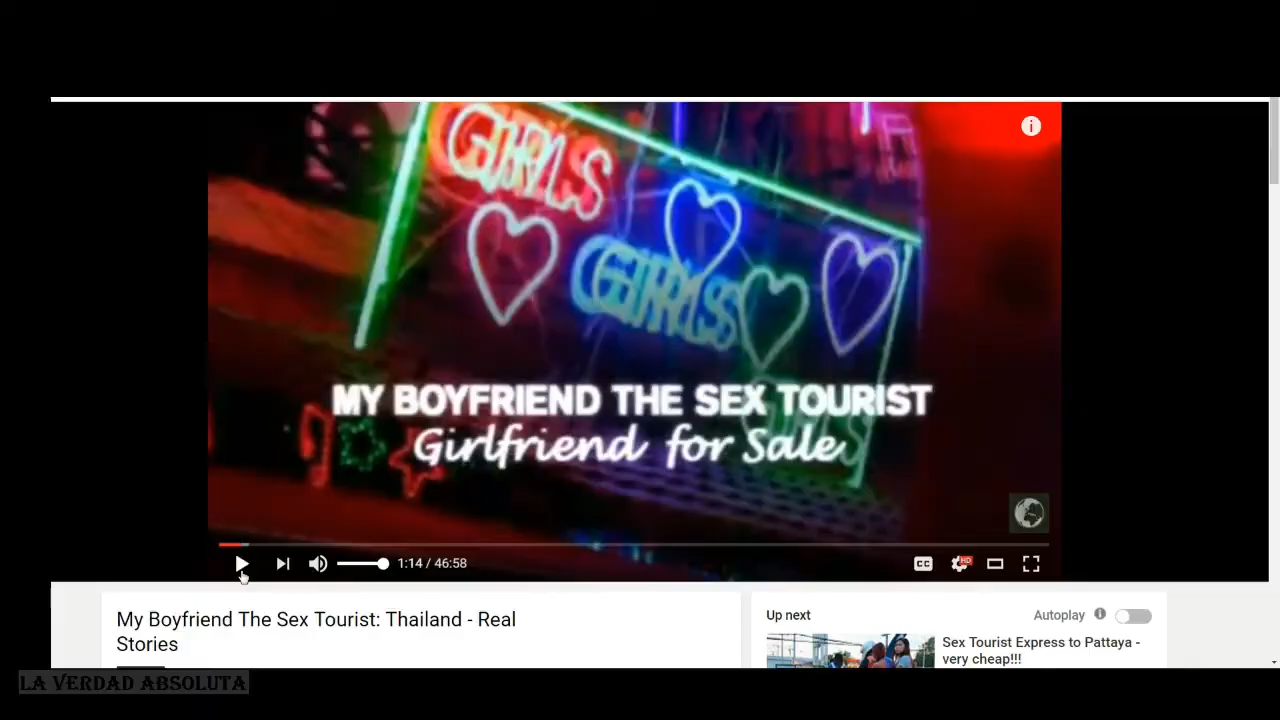 GIRLS
GIRLS
MY BOYFRIEND THE SEX TOURIST
Girlfriend for Sale
1:14 / 46:58
CC
HD
My Boyfriend The Sex Tourist: Thailand - Real
Stories
Up next
Autoplay
Sex Tourist Express to Pattaya -
very cheap!!!
LA VERDAD ABSOLUTA